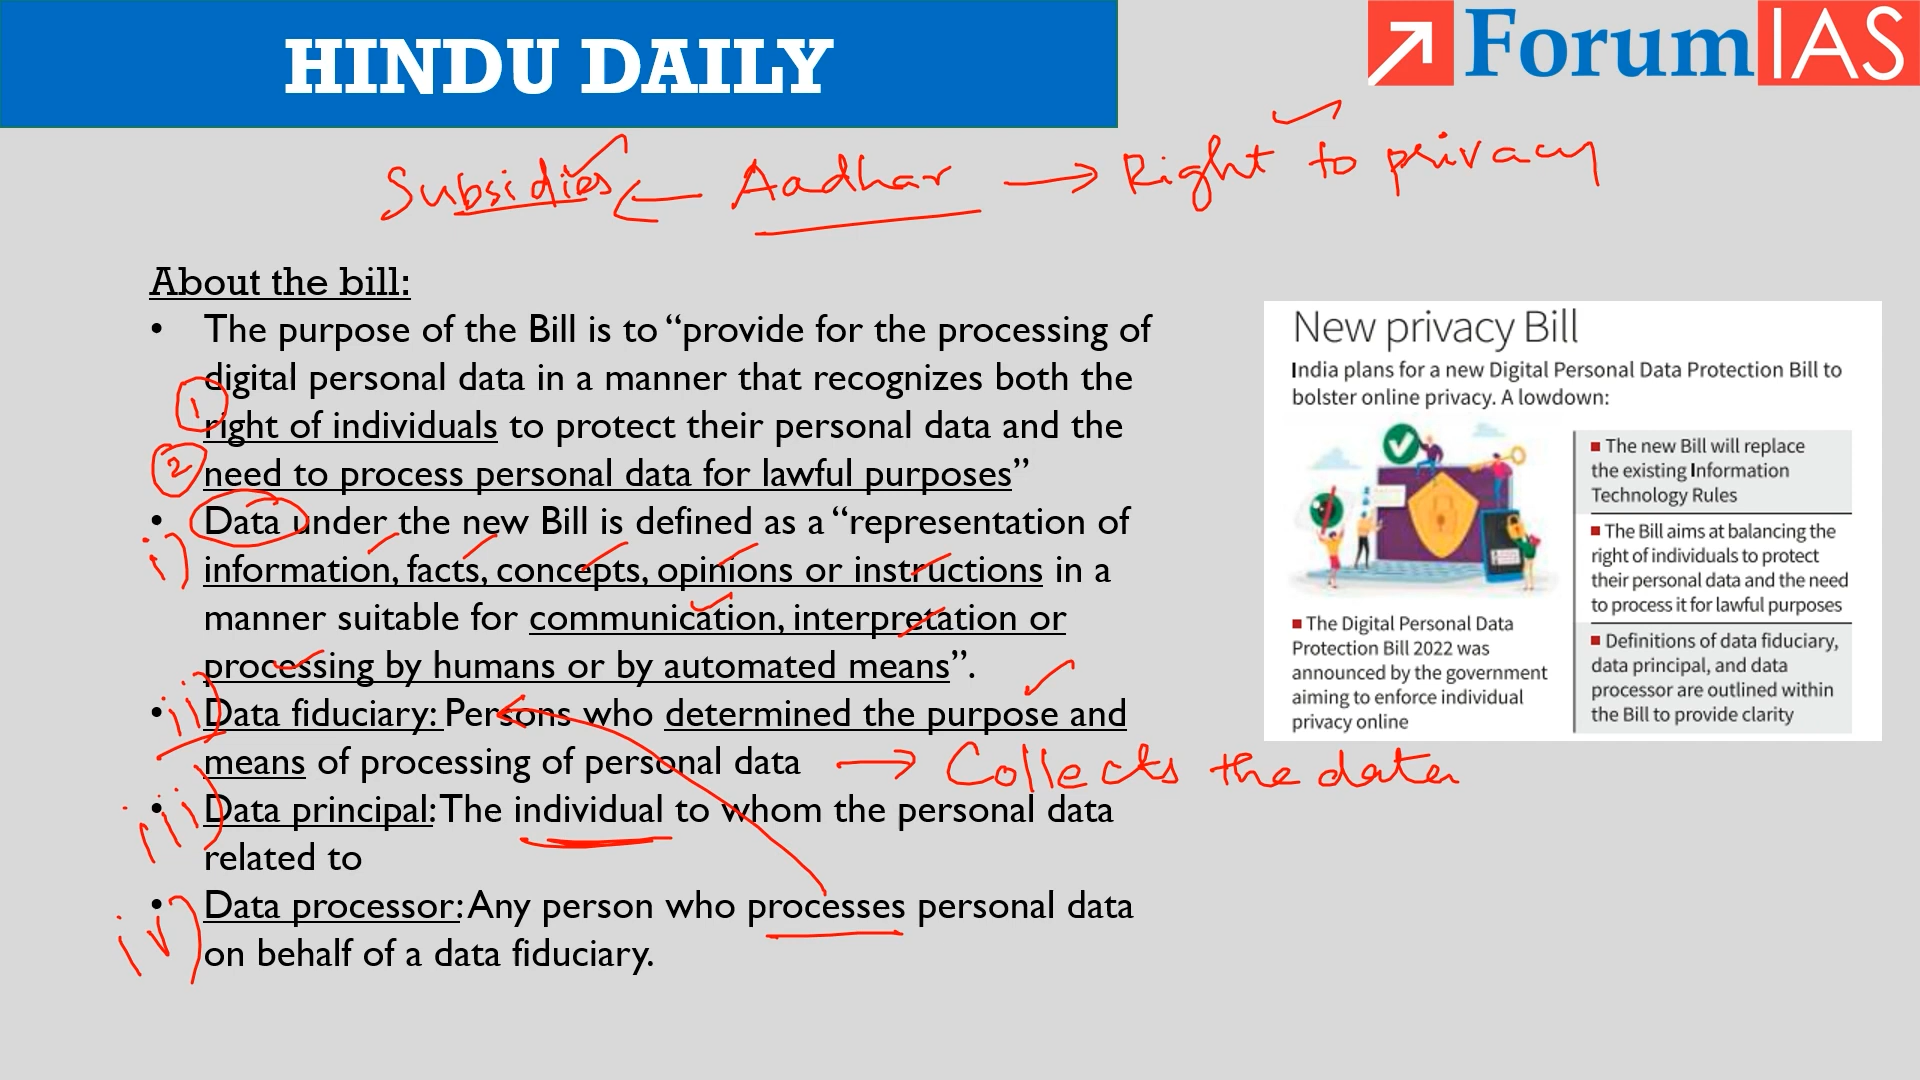 HINDU DAILY
Forum IAS
Subsidies ← Aadhar → Right to privacy
About the bill:
• The purpose of the Bill is to “provide for the processing of
digital personal data in a manner that recognizes both the
1
right of individuals to protect their personal data and the
2
need to process personal data for lawful purposes”
• Data under the new Bill is defined as a “representation of
i)
information, facts, concepts, opinions or instructions in a
manner suitable for communication, interpretation or
processing by humans or by automated means”.
• ii) Data fiduciary: Persons who determined the purpose and
means of processing of personal data → Collects the data
• iii) Data principal: The individual to whom the personal data
related to
• iv) Data processor: Any person who processes personal data
on behalf of a data fiduciary.
New privacy Bill
India plans for a new Digital Personal Data Protection Bill to
bolster online privacy. A lowdown:
■ The Digital Personal Data
Protection Bill 2022 was
announced by the government
aiming to enforce individual
privacy online
■ The new Bill will replace
the existing Information
Technology Rules
■ The Bill aims at balancing the
right of individuals to protect
their personal data and the need
to process it for lawful purposes
■ Definitions of data fiduciary,
data principal, and data
processor are outlined within
the Bill to provide clarity